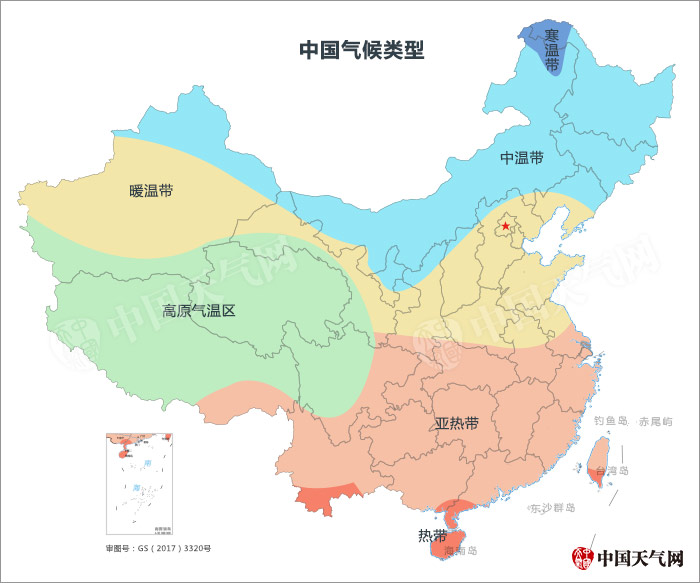 中国气候类型
寒温带
中温带
暖温带
中国天气网
中国天气网
高原气温区
亚热带
钓鱼岛
赤尾屿
台湾岛
南
海
东沙群岛
热带
海南岛
审图号：GS（2017）3320号
中国天气网